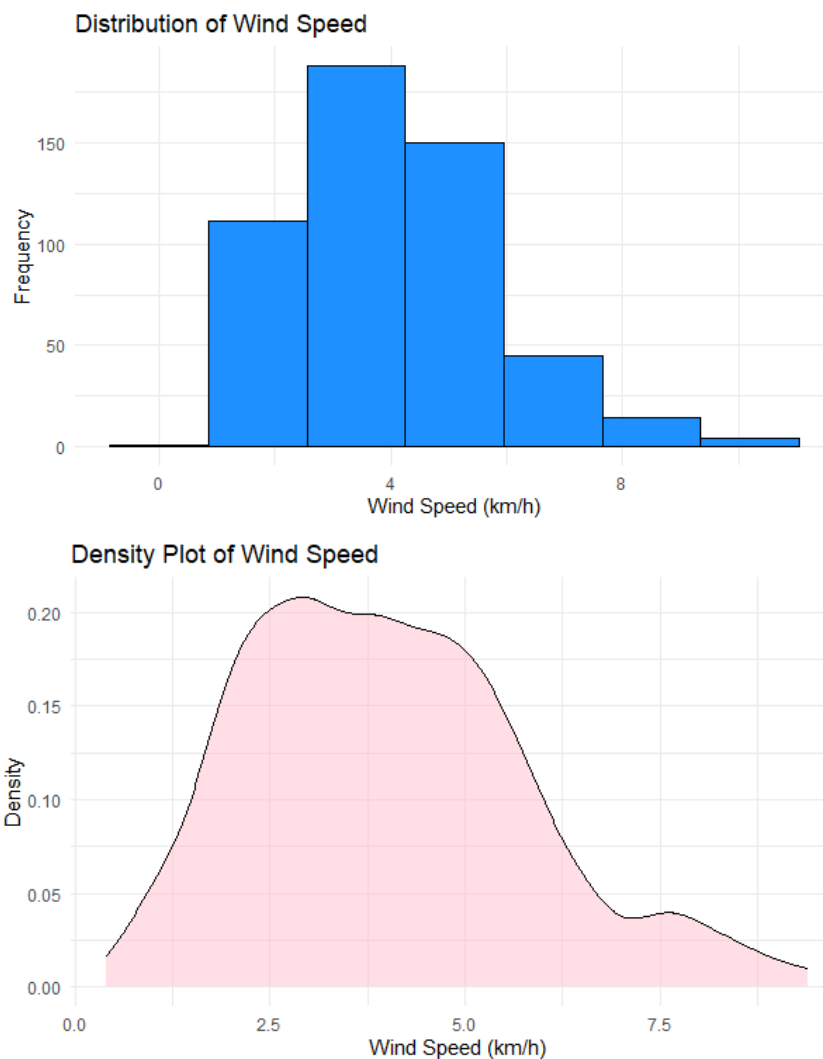 Distribution of Wind Speed
150
100
50
0
Frequency
0 4 8
Wind Speed (km/h)
Density Plot of Wind Speed
0.20
0.15
0.10
0.05
0.00
Density
0.0 2.5 5.0 7.5
Wind Speed (km/h)